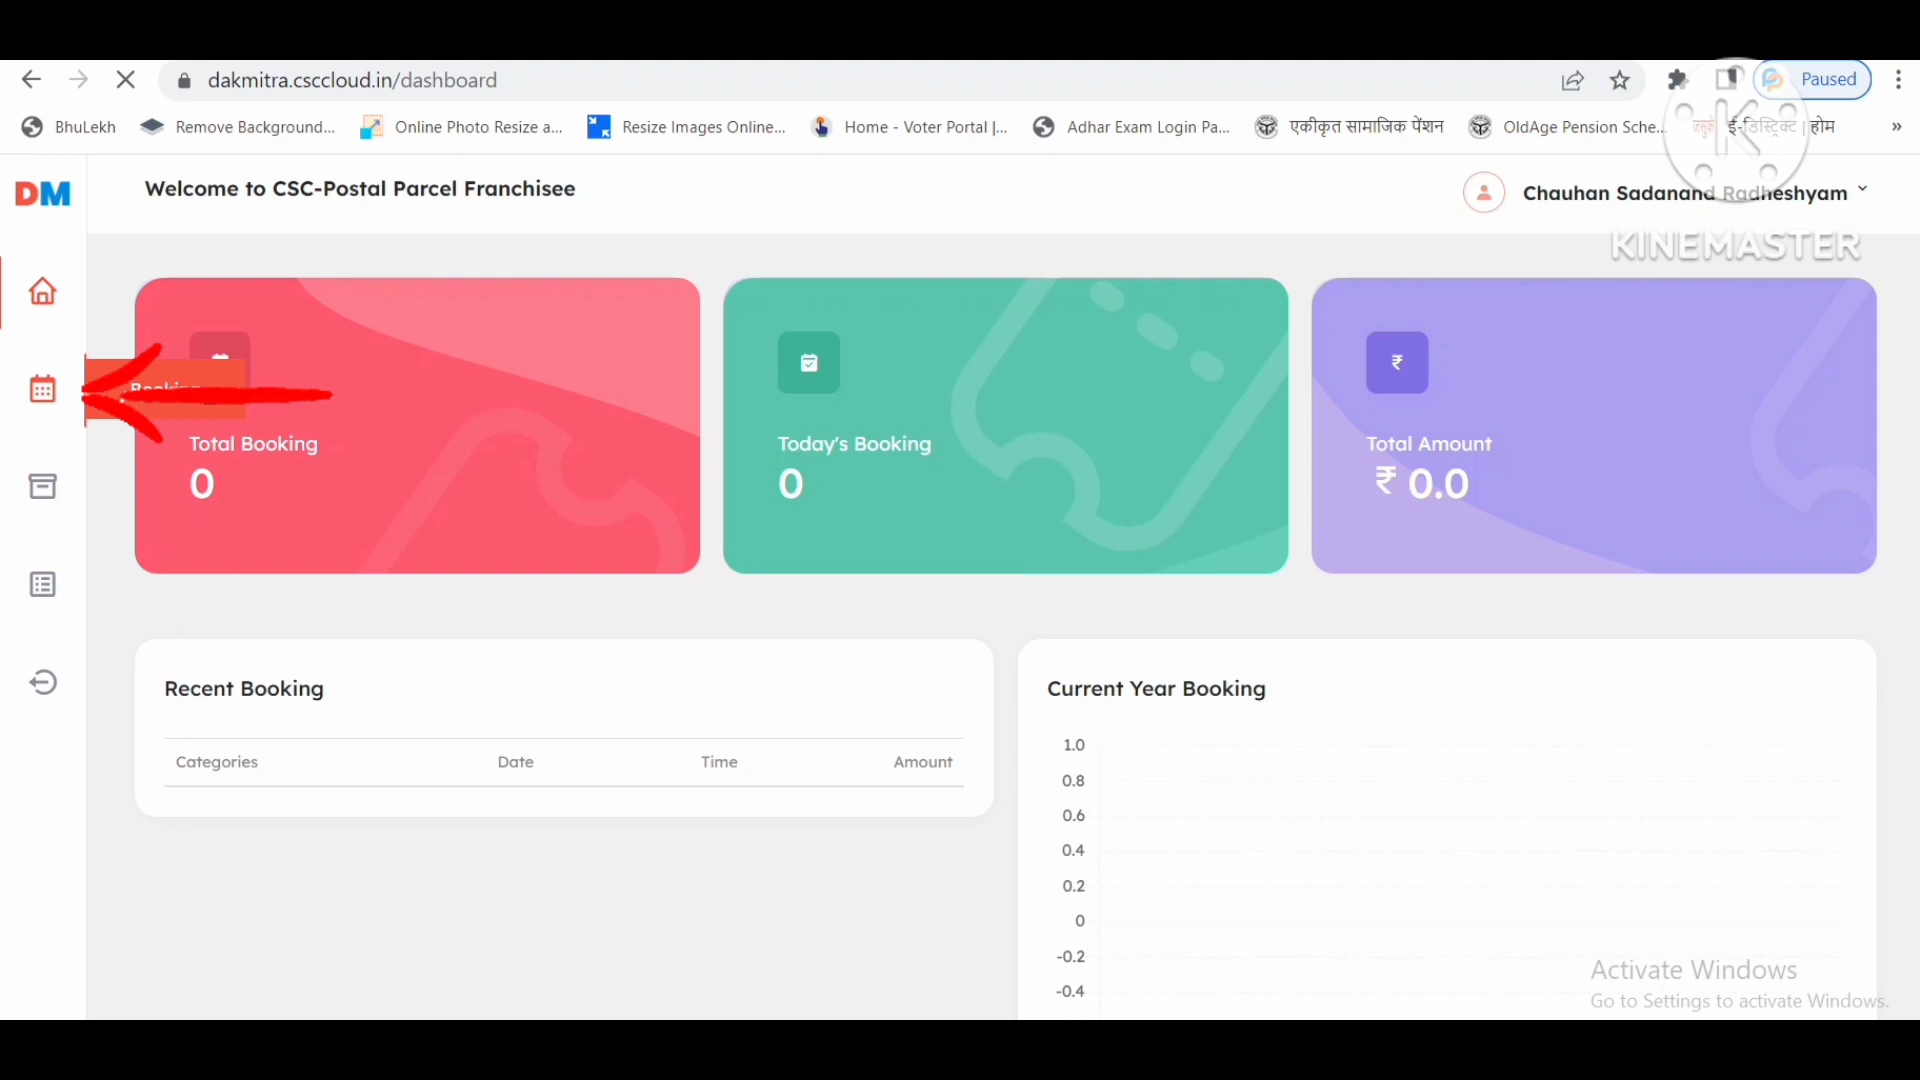 dakmitra.csccloud.in/dashboard
Paused
BhuLekh
Remove Background...
Online Photo Resize a...
Resize Images Online...
Home - Voter Portal |...
Adhar Exam Login Pa...
एकीकृत सामाजिक पेंशन
OldAge Pension Sche...
ई-डिस्ट्रिक्ट | होम
»
K
KINEMASTER
DM
Welcome to CSC-Postal Parcel Franchisee
Chauhan Sadanand Radheshyam
Booking
Total Booking
0
Today's Booking
0
₹
Total Amount
₹ 0.0
Recent Booking
Categories Date Time Amount
Current Year Booking
1.0
0.8
0.6
0.4
0.2
0
-0.2
-0.4
Activate Windows
Go to Settings to activate Windows.